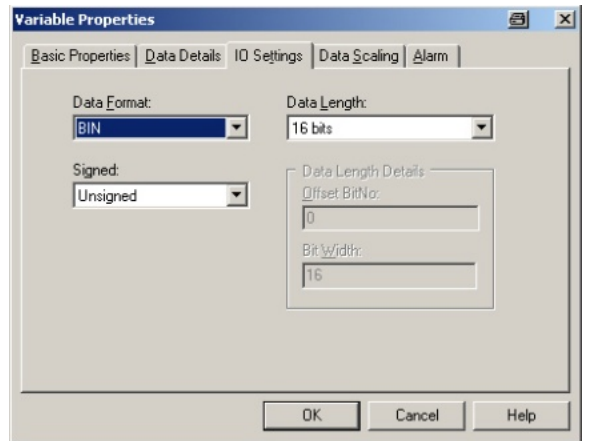 Variable Properties
Basic Properties Data Details IO Settings Data Scaling Alarm
Data Format:
BIN
Data Length:
16 bits
Signed:
Unsigned
Data Length Details
Offset BitNo:
0
Bit Width:
16
OK Cancel Help